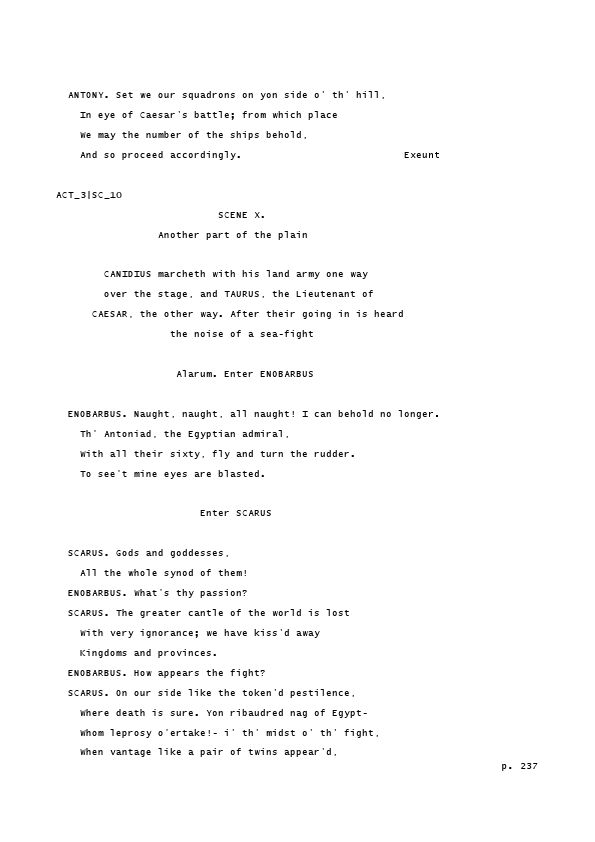 ANTONY. Set we our squadrons on yon side o' th' hill,
In eye of Caesar's battle; from which place
We may the number of the ships behold,
And so proceed accordingly. Exeunt
ACT_3|SC_10
SCENE X.
Another part of the plain
CANIDIUS marcheth with his land army one way
over the stage, and TAURUS, the Lieutenant of
CAESAR, the other way. After their going in is heard
the noise of a sea-fight
Alarum. Enter ENOBARBUS
ENOBARBUS. Naught, naught, all naught! I can behold no longer.
Th' Antoniad, the Egyptian admiral,
With all their sixty, fly and turn the rudder.
To see't mine eyes are blasted.
Enter SCARUS
SCARUS. Gods and goddesses,
All the whole synod of them!
ENOBARBUS. What's thy passion?
SCARUS. The greater cantle of the world is lost
With very ignorance; we have kiss'd away
Kingdoms and provinces.
ENOBARBUS. How appears the fight?
SCARUS. On our side like the token'd pestilence,
Where death is sure. Yon ribaudred nag of Egypt-
Whom leprosy o'ertake!- i' th' midst o' th' fight,
When vantage like a pair of twins appear'd,
p. 237